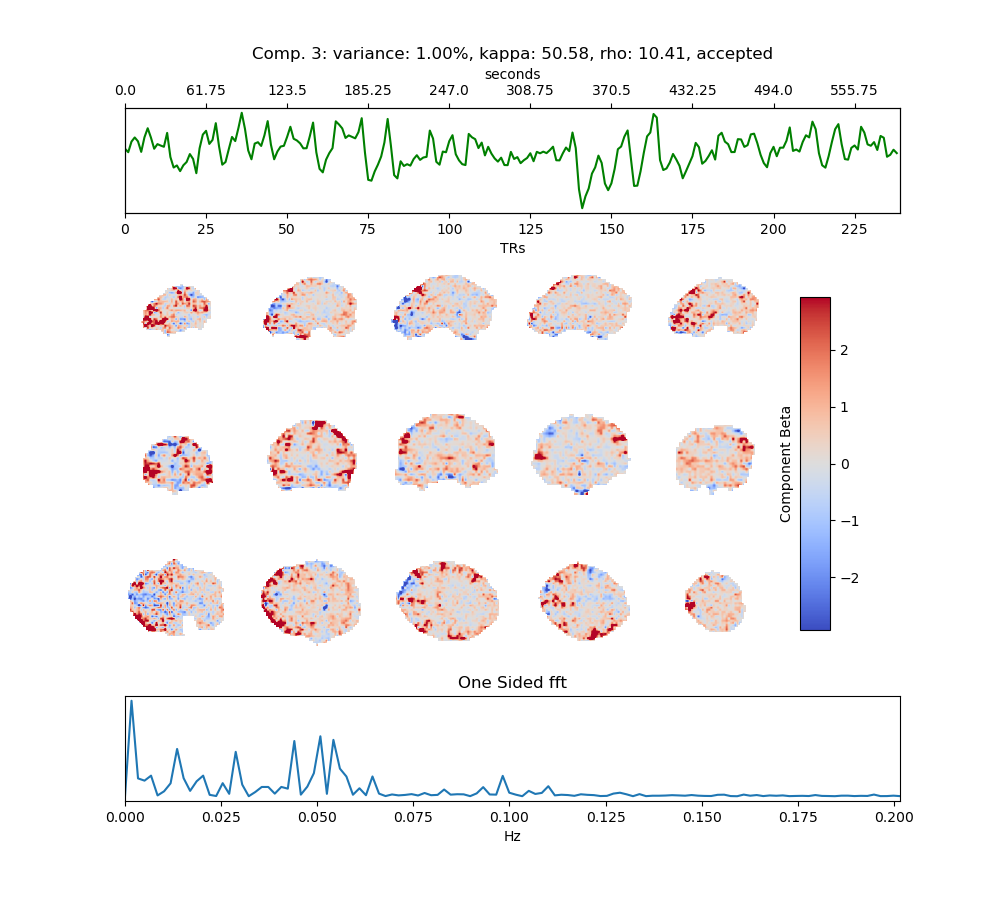 Comp. 3: variance: 1.00%, kappa: 50.58, rho: 10.41, accepted
seconds
0.0 61.75 123.5 185.25 247.0 308.75 370.5 432.25 494.0 555.75
0 25 50 75 100 125 150 175 200 225
TRs
2
1
0
−1
−2
Component Beta
One Sided fft
0.000 0.025 0.050 0.075 0.100 0.125 0.150 0.175 0.200
Hz